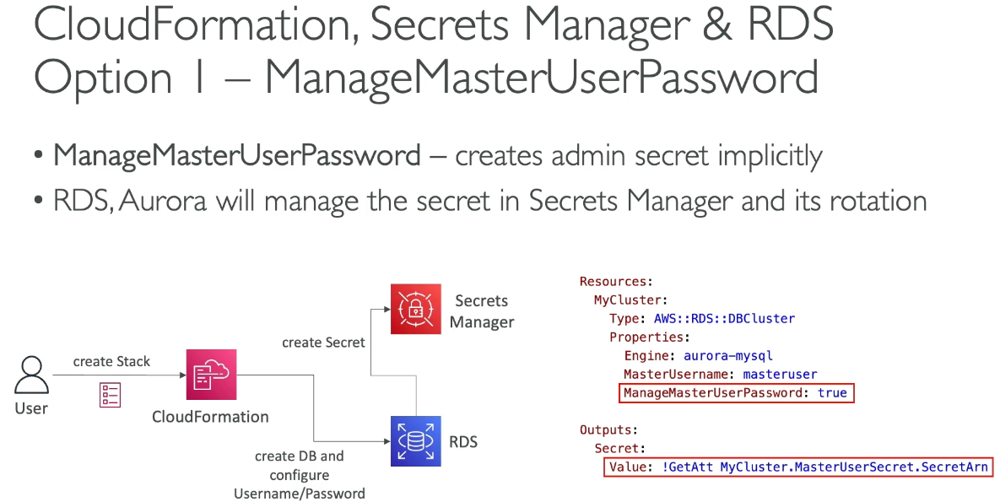 CloudFormation, Secrets Manager & RDS
Option 1 – ManageMasterUserPassword
• ManageMasterUserPassword – creates admin secret implicitly
• RDS, Aurora will manage the secret in Secrets Manager and its rotation
User
create Stack
CloudFormation
create Secret
Secrets
Manager
create DB and
configure
Username/Password
RDS
Resources:
  MyCluster:
    Type: AWS::RDS::DBCluster
    Properties:
      Engine: aurora-mysql
      MasterUsername: masteruser
      ManageMasterUserPassword: true
Outputs:
  Secret:
    Value: !GetAtt MyCluster.MasterUserSecret.SecretArn